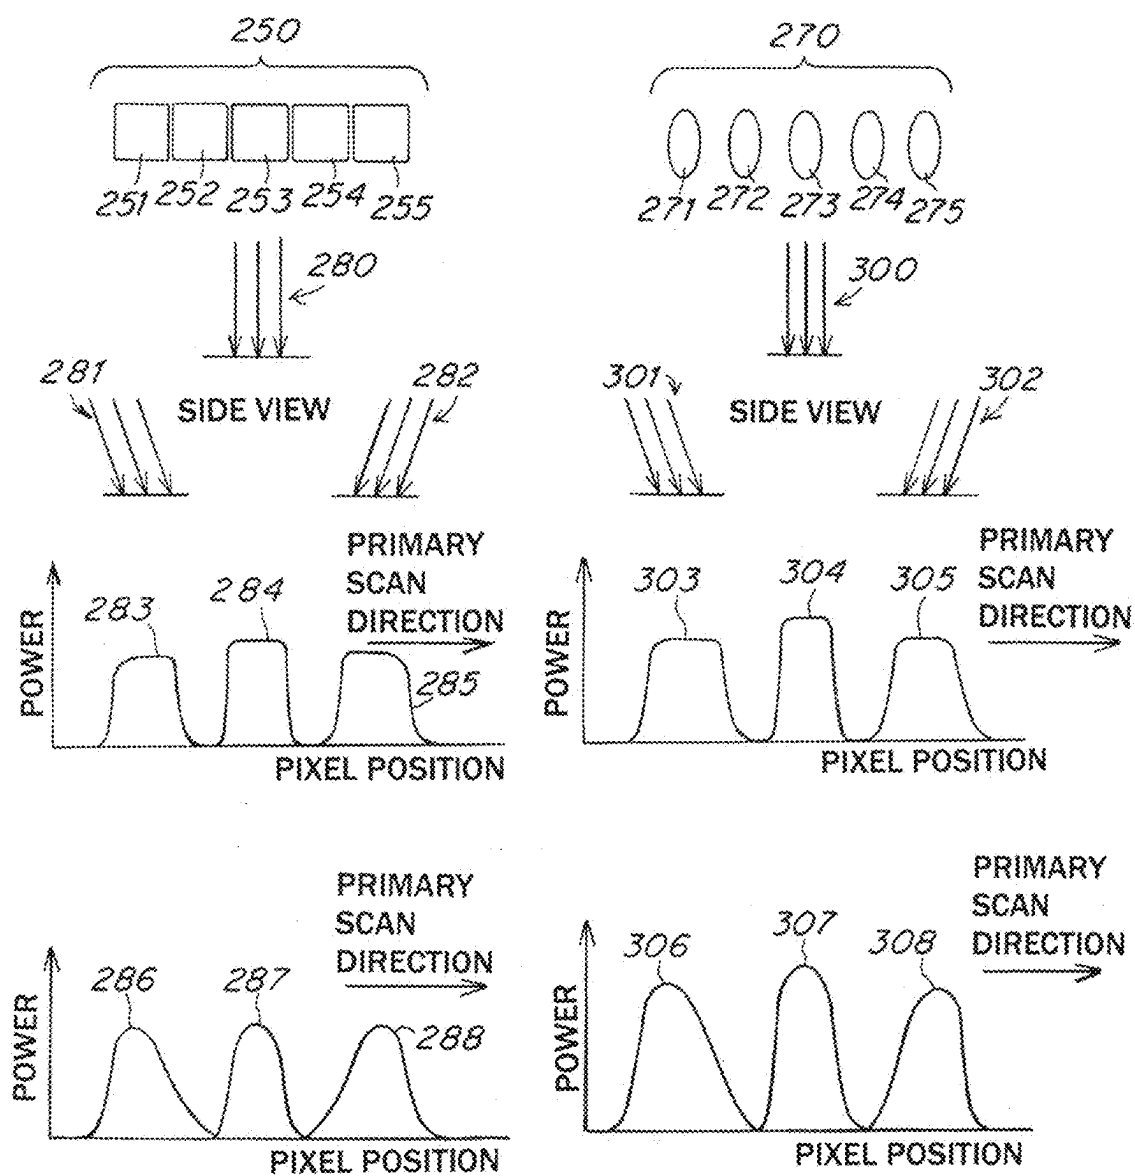 250
270
251 252 253 254 255
271 272 273 274 275
280
300
281
282
301
302
SIDE VIEW
SIDE VIEW
PRIMARY
SCAN
DIRECTION
283
284
285
POWER
PIXEL POSITION
PRIMARY
SCAN
DIRECTION
303
304
305
POWER
PIXEL POSITION
PRIMARY
SCAN
DIRECTION
286
287
288
POWER
PIXEL POSITION
PRIMARY
SCAN
DIRECTION
306
307
308
POWER
PIXEL POSITION